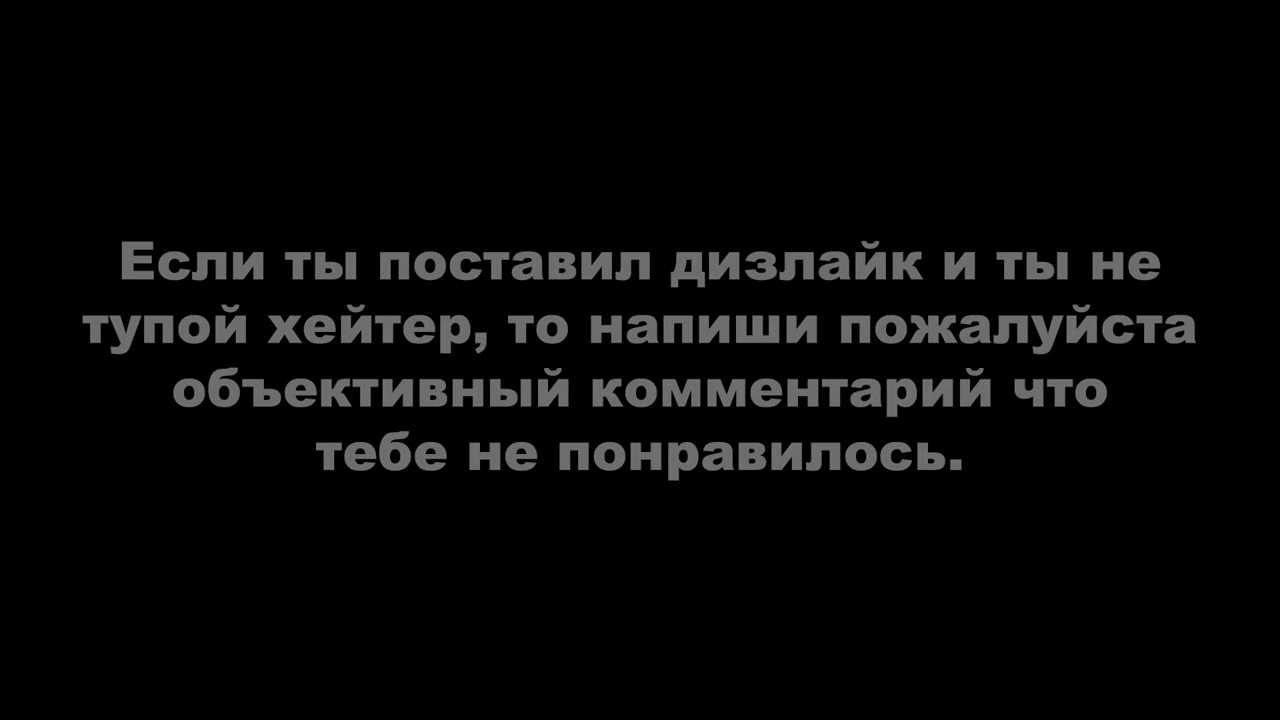 Если ты поставил дизлайк и ты не
тупой хейтер, то напиши пожалуйста
объективный комментарий что
тебе не понравилось.